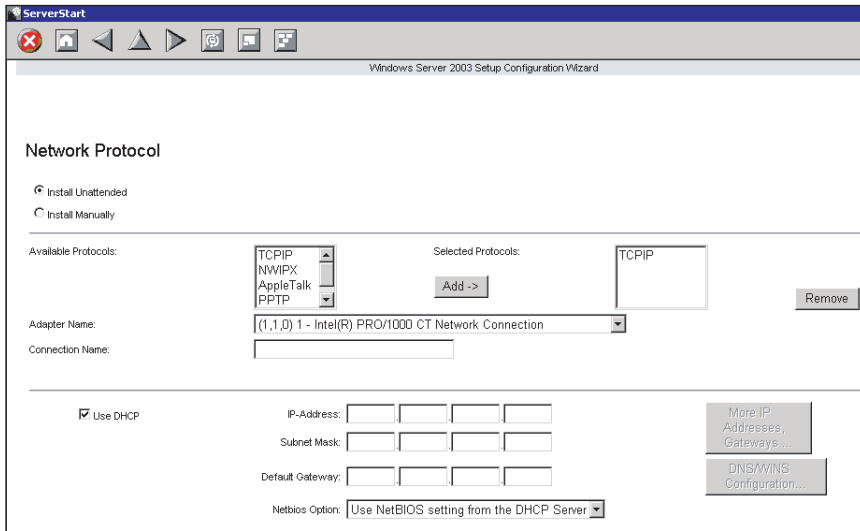 ServerStart
Windows Server 2003 Setup Configuration Wizard
Network Protocol
Install Unattended
Install Manually
Available Protocols:
TCPIP
NWIPX
AppleTalk
PPTP
Selected Protocols:
Add ->
TCPIP
Remove
Adapter Name:
(1,1,0) 1 - Intel(R) PRO/1000 CT Network Connection
Connection Name:
Use DHCP
IP-Address:
Subnet Mask:
Default Gateway:
Netbios Option:
Use NetBIOS setting from the DHCP Server
More IP
Addresses,
Gateways ...
DNS/WINS
Configuration...